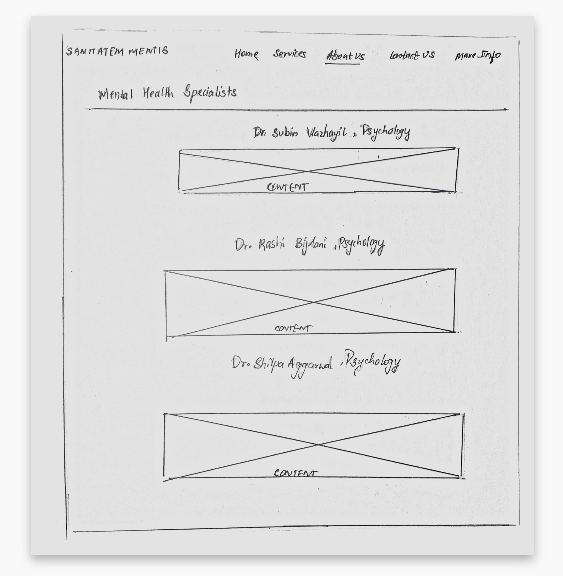 SANITATEM MENTIS
Home Services About Us Contact US More Info
Mental Health Specialists
Dr. Subin Vazhayil, Psychology
CONTENT
Dr. Rashi Bijlani, Psychology
CONTENT
Dr. Shilpa Aggarwal, Psychology
CONTENT